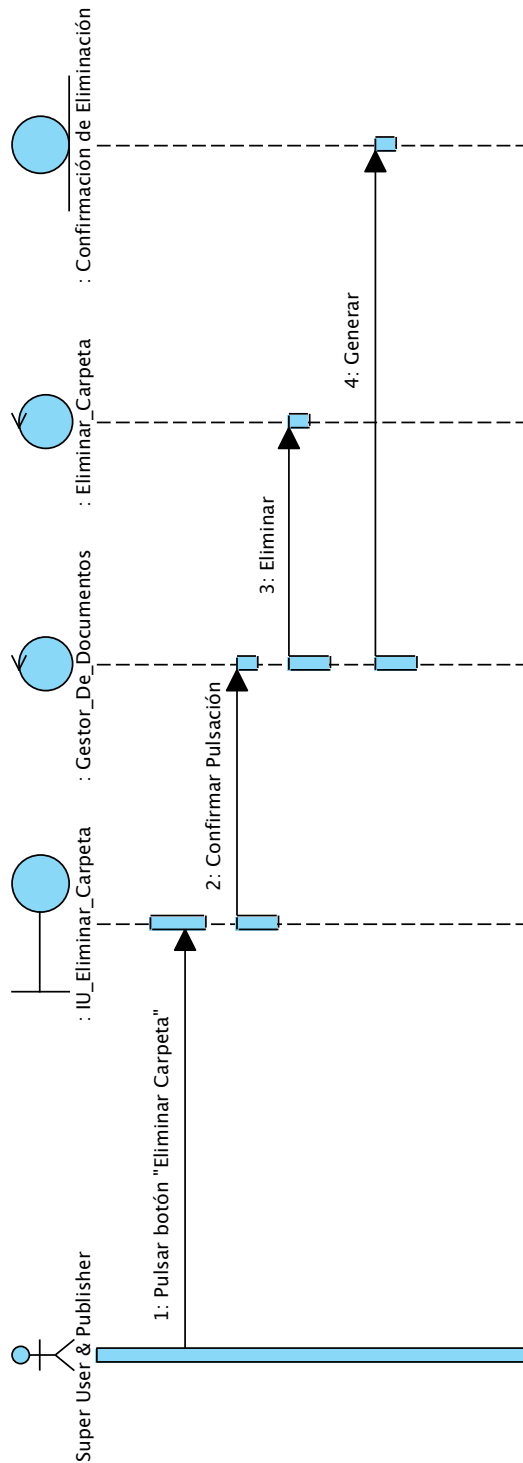 Super User & Publisher
: IU_Eliminar_Carpeta
: Gestor_De_Documentos
: Eliminar_Carpeta
: Confirmación de Eliminación
1: Pulsar botón "Eliminar Carpeta"
2: Confirmar Pulsación
3: Eliminar
4: Generar